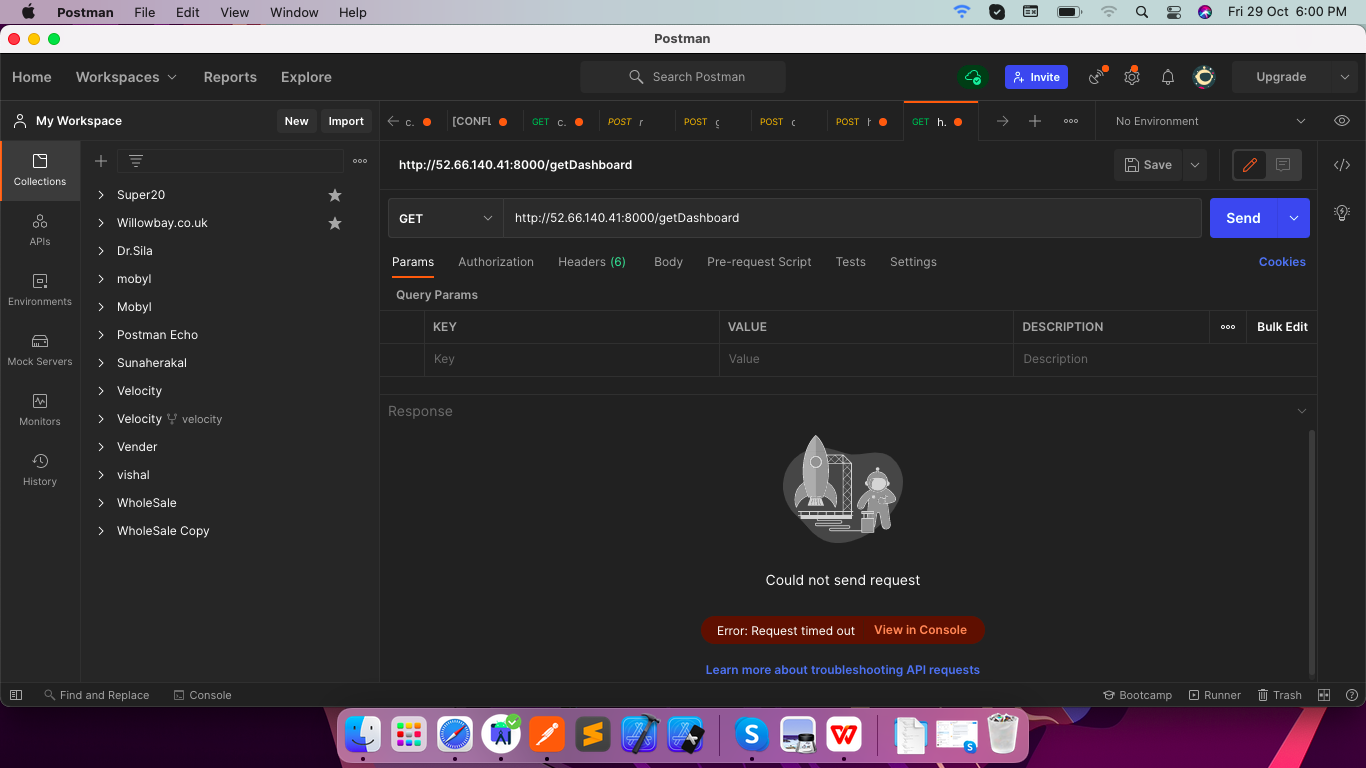 Postman File Edit View Window Help Fri 29 Oct 6:00 PM
Postman
Home Workspaces Reports Explore Search Postman Invite Upgrade
My Workspace New Import c. [CONFL GET c. POST r POST g POST c POST h GET h. No Environment
http://52.66.140.41:8000/getDashboard Save
Collections
GET http://52.66.140.41:8000/getDashboard Send
Params Authorization Headers (6) Body Pre-request Script Tests Settings Cookies
Query Params
KEY VALUE DESCRIPTION Bulk Edit
Key Value Description
Response
Could not send request
Error: Request timed out View in Console
Learn more about troubleshooting API requests
APIs
Environments
Mock Servers
Monitors
History
Super20
Willowbay.co.uk
Dr.Sila
mobyl
Mobyl
Postman Echo
Sunaherakal
Velocity
Velocity velocity
Vender
vishal
WholeSale
WholeSale Copy
Find and Replace Console Bootcamp Runner Trash